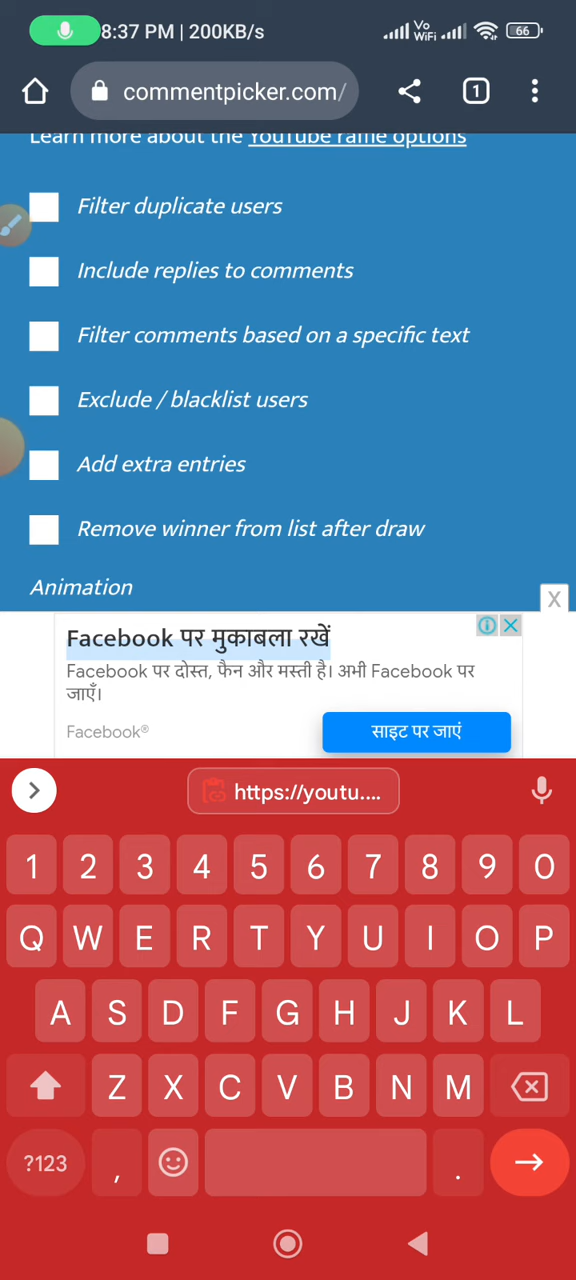 8:37 PM | 200KB/s
Vo
WiFi
66
commentpicker.com/
1
Learn more about the YouTube raffle options
Filter duplicate users
Include replies to comments
Filter comments based on a specific text
Exclude / blacklist users
Add extra entries
Remove winner from list after draw
Animation
X
Facebook पर मुकाबला रखें
Facebook पर दोस्त, फैन और मस्ती है। अभी Facebook पर
जाएँ।
Facebook®
साइट पर जाएं
https://youtu....
1 2 3 4 5 6 7 8 9 0
Q W E R T Y U I O P
A S D F G H J K L
Z X C V B N M
?123 , .